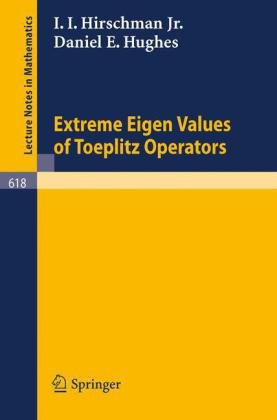 I. I. Hirschman Jr.
Daniel E. Hughes
Lecture Notes in Mathematics
Extreme Eigen Values
of Toeplitz Operators
618
Springer